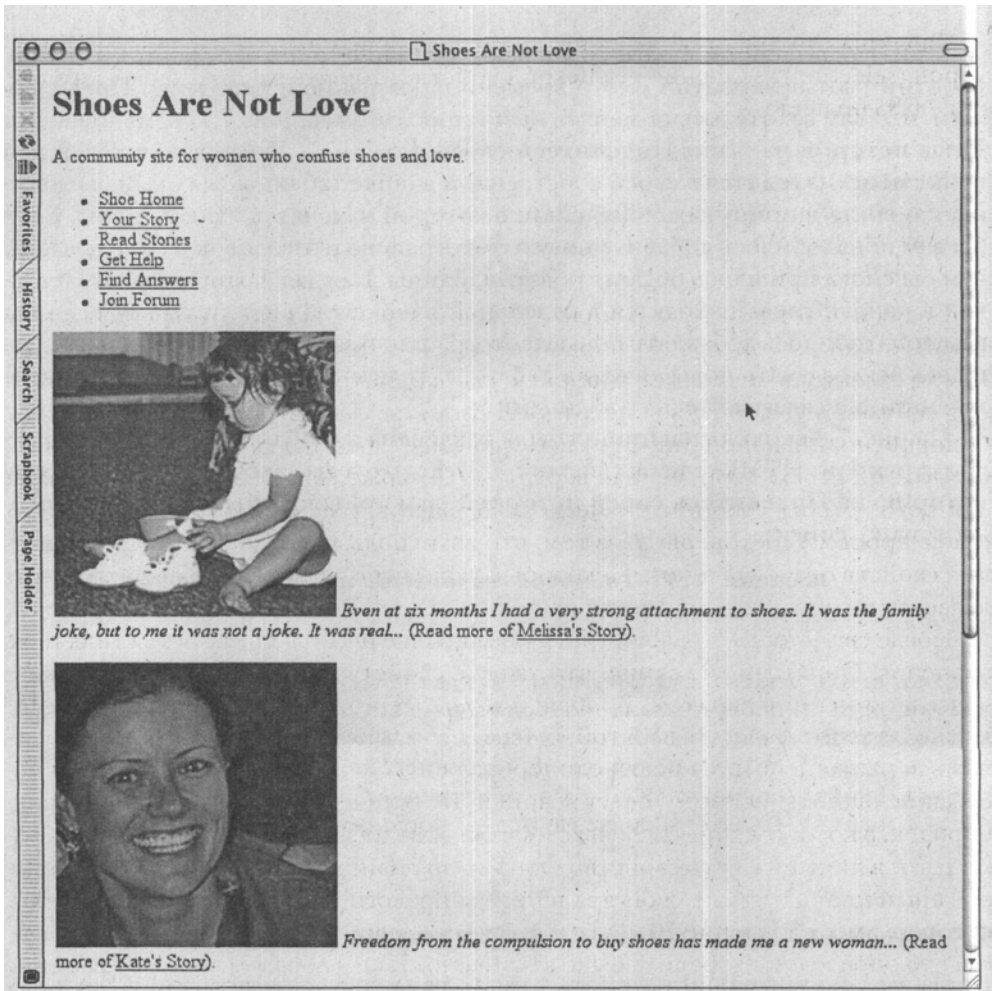 Shoes Are Not Love
Shoes Are Not Love
A community site for women who confuse shoes and love.
Shoe Home
Your Story
Read Stories
Get Help
Find Answers
Join Forum
Favorites
History
Search
Scrapbook
Page Holder
Even at six months I had a very strong attachment to shoes. It was the family
joke, but to me it was not a joke. It was real... (Read more of Melissa's Story).
Freedom from the compulsion to buy shoes has made me a new woman... (Read
more of Kate's Story).